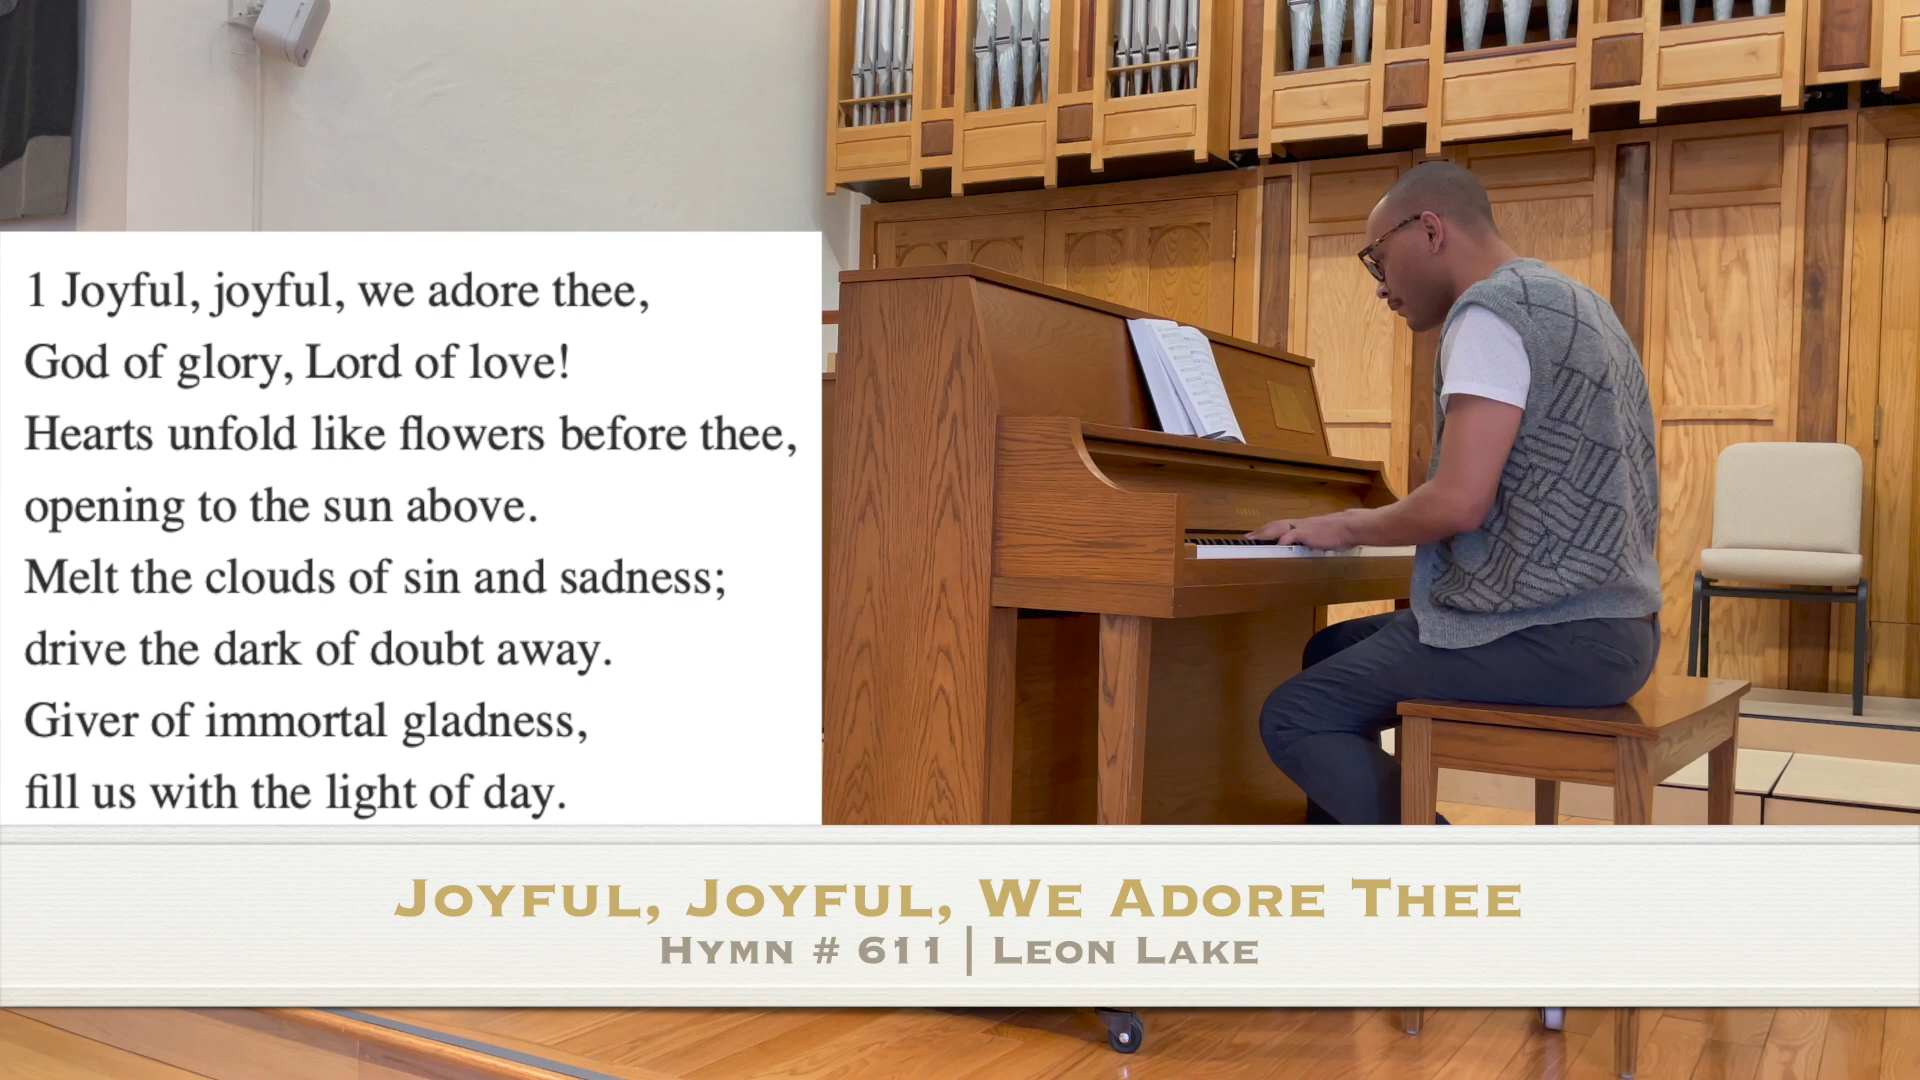 1 Joyful, joyful, we adore thee,
God of glory, Lord of love!
Hearts unfold like flowers before thee,
opening to the sun above.
Melt the clouds of sin and sadness;
drive the dark of doubt away.
Giver of immortal gladness,
fill us with the light of day.
Joyful, Joyful, We Adore Thee
Hymn # 611 | Leon Lake